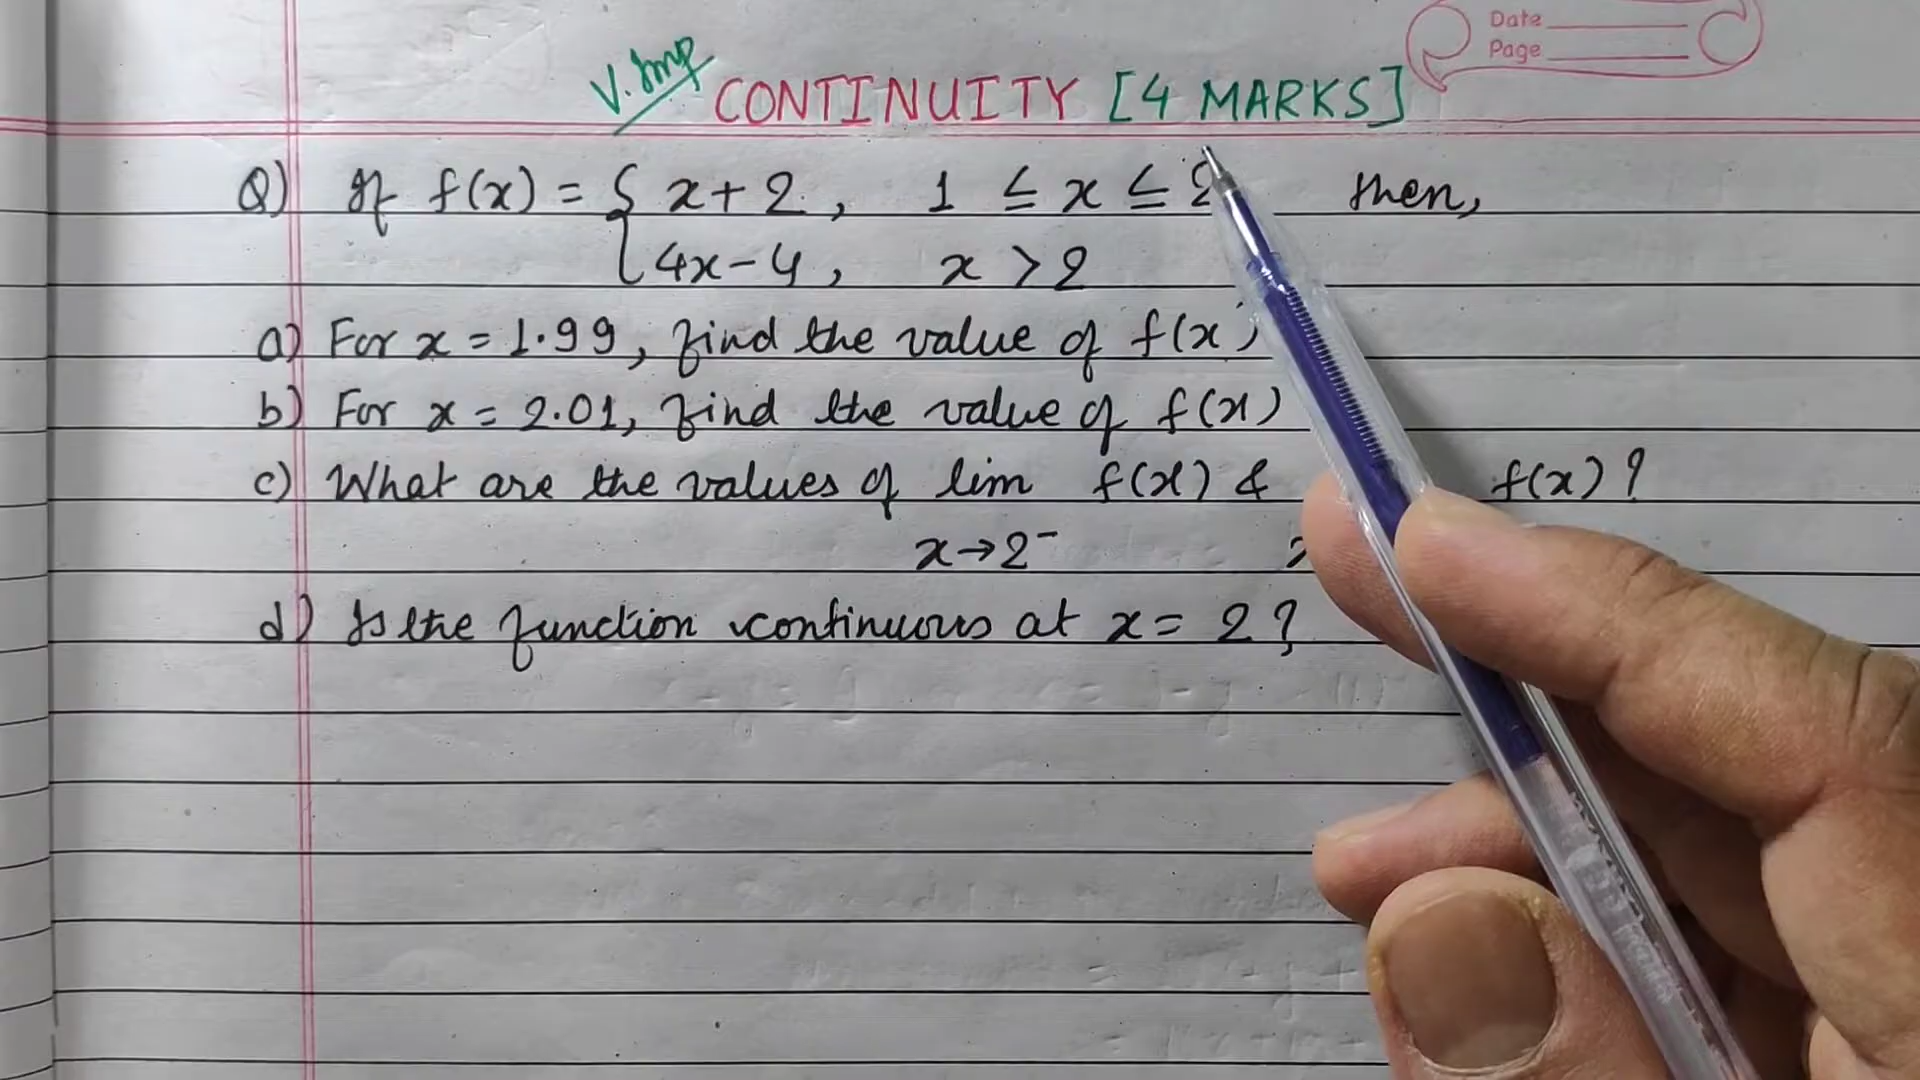 Date
Page
V. Imp CONTINUITY [4 MARKS]
Q) If f(x) = { x + 2, 1 ≤ x ≤ 2 then,
4x - 4, x > 2
a) For x = 1.99, find the value of f(x)
b) For x = 2.01, find the value of f(x)
c) What are the values of lim f(x) & f(x) ?
x → 2⁻
d) Is the function continuous at x = 2 ?